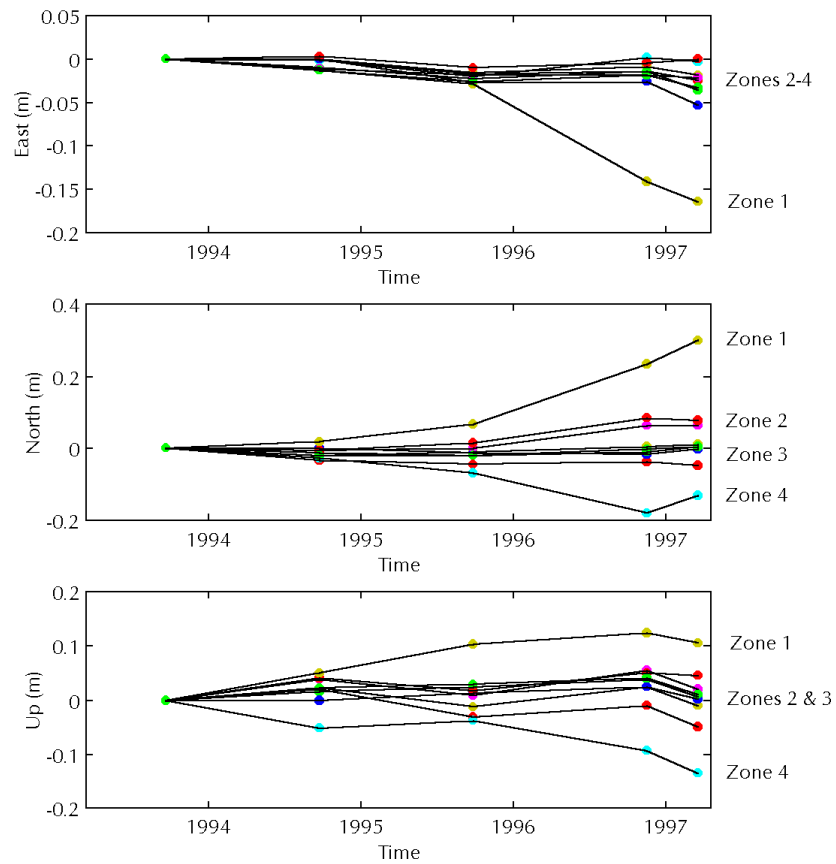 0.05
0
-0.05
-0.1
-0.15
-0.2
East (m)
Zones 2-4
Zone 1
1994 1995 1996 1997
Time
0.4
0.2
0
-0.2
North (m)
Zone 1
Zone 2
Zone 3
Zone 4
1994 1995 1996 1997
Time
0.2
0.1
0
-0.1
-0.2
Up (m)
Zone 1
Zones 2 & 3
Zone 4
1994 1995 1996 1997
Time